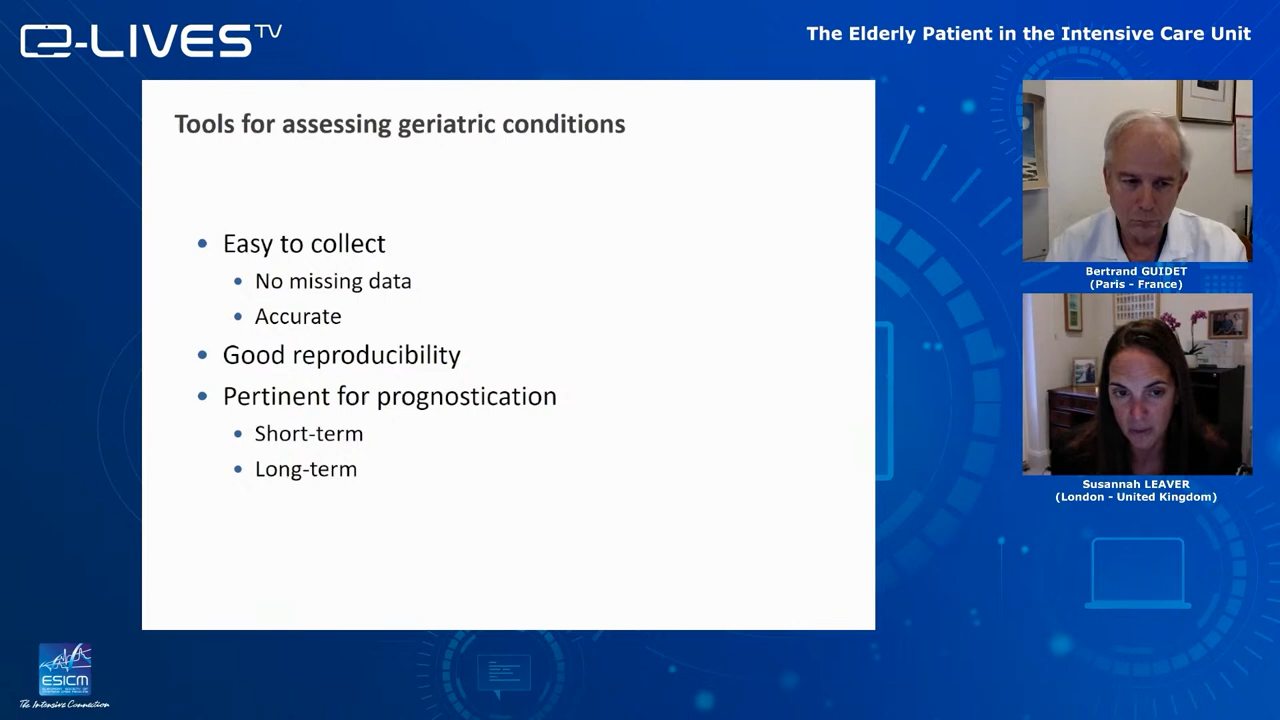 e-LIVES TV
The Elderly Patient in the Intensive Care Unit
Tools for assessing geriatric conditions
Easy to collect
No missing data
Accurate
Good reproducibility
Pertinent for prognostication
Short-term
Long-term
Bertrand GUIDET
(Paris - France)
Susannah LEAVER
(London - United Kingdom)
ESICM
The Intensive Connection